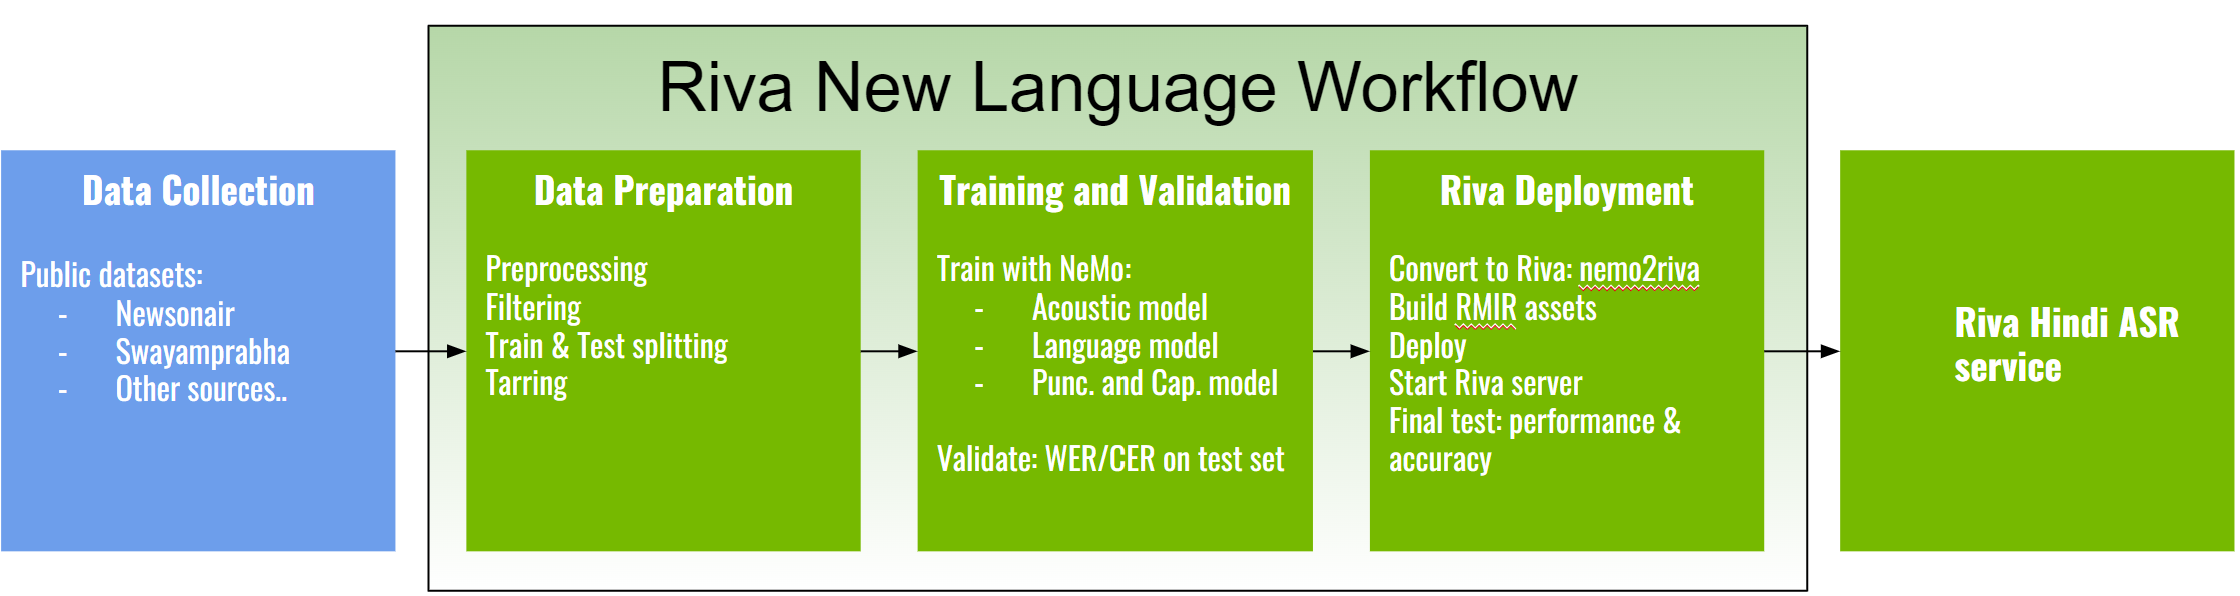 Riva New Language Workflow
Data Collection
Public datasets:
- Newsonair
- Swayamprabha
- Other sources..
Data Preparation
Preprocessing
Filtering
Train & Test splitting
Tarring
Training and Validation
Train with NeMo:
- Acoustic model
- Language model
- Punc. and Cap. model
Validate: WER/CER on test set
Riva Deployment
Convert to Riva: nemo2riva
Build RMIR assets
Deploy
Start Riva server
Final test: performance &
accuracy
Riva Hindi ASR
service